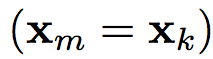 (𝐱ₘ = 𝐱ₖ)